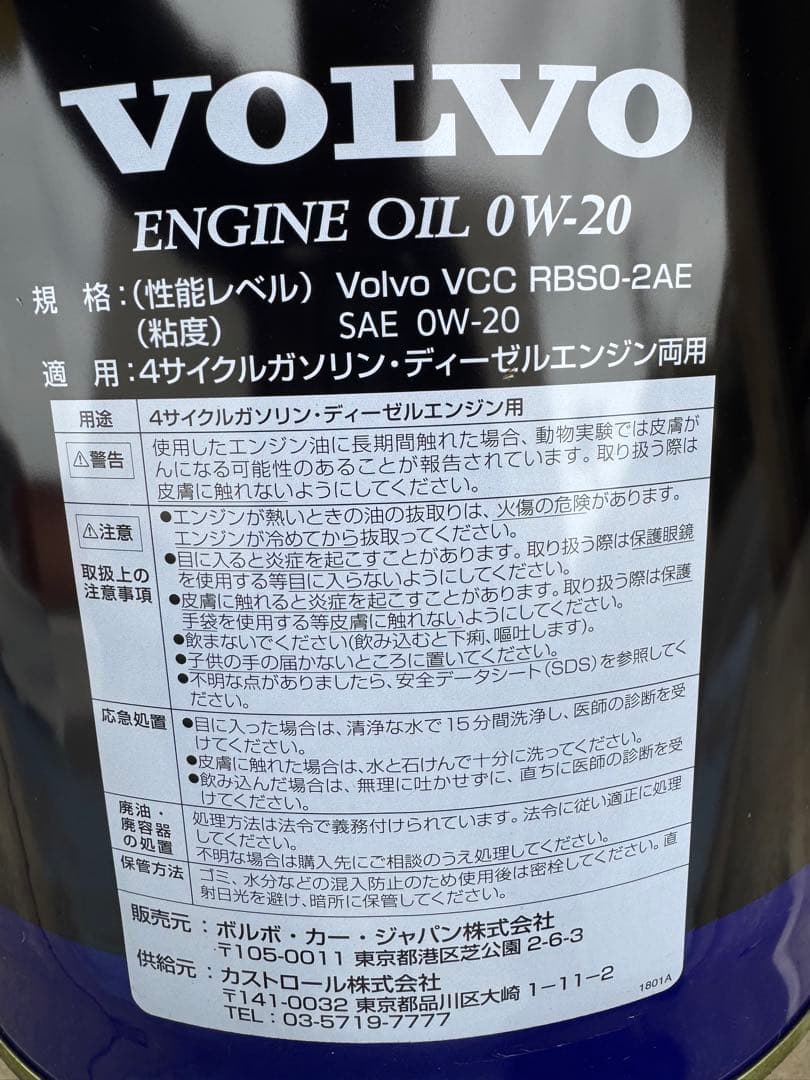 VOLVO
ENGINE OIL 0W-20
規 格:(性能レベル) Volvo VCC RBS0-2AE
(粘度) SAE 0W-20
適 用:4サイクルガソリン・ディーゼルエンジン両用
用途 4サイクルガソリン・ディーゼルエンジン用
⚠警告 使用したエンジン油に長期間触れた場合、動物実験では皮膚が
んになる可能性のあることが報告されています。取り扱う際は
皮膚に触れないようにしてください。
⚠注意
取扱上の
注意事項
●エンジンが熱いときの油の抜取りは、火傷の危険があります。
エンジンが冷めてから抜取ってください。
●目に入ると炎症を起こすことがあります。取り扱う際は保護眼鏡
を使用する等目に入らないようにしてください。
●皮膚に触れると炎症を起こすことがあります。取り扱う際は保護
手袋を使用する等皮膚に触れないようにしてください。
●飲まないでください(飲み込むと下痢、嘔吐します)。
●子供の手の届かないところに置いてください。
●不明な点がありましたら、安全データシート(SDS)を参照してく
ださい。
応急処置
●目に入った場合は、清浄な水で15分間洗浄し、医師の診断を受
けてください。
●皮膚に触れた場合は、水と石けんで十分に洗ってください。
●飲み込んだ場合は、無理に吐かせずに、直ちに医師の診断を受
けてください。
廃油・
廃容器
の処置
処理方法は法令で義務付けられています。法令に従い適正に処理
してください。
不明な場合は購入先にご相談のうえ処理してください。
保管方法 ゴミ、水分などの混入防止のため使用後は密栓してください。直
射日光を避け、暗所に保管してください。
販売元:ボルボ・カー・ジャパン株式会社
〒105-0011 東京都港区芝公園 2-6-3
供給元:カストロール株式会社
〒141-0032 東京都品川区大崎 1-11-2
TEL:03-5719-7777
1801A